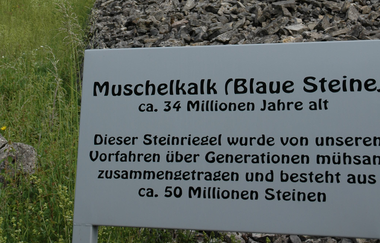 Muschelkalk (Blaue Steine)
ca. 34 Millionen Jahre alt
Dieser Steinriegel wurde von unseren
Vorfahren über Generationen mühsam
zusammengetragen und besteht aus
ca. 50 Millionen Steinen